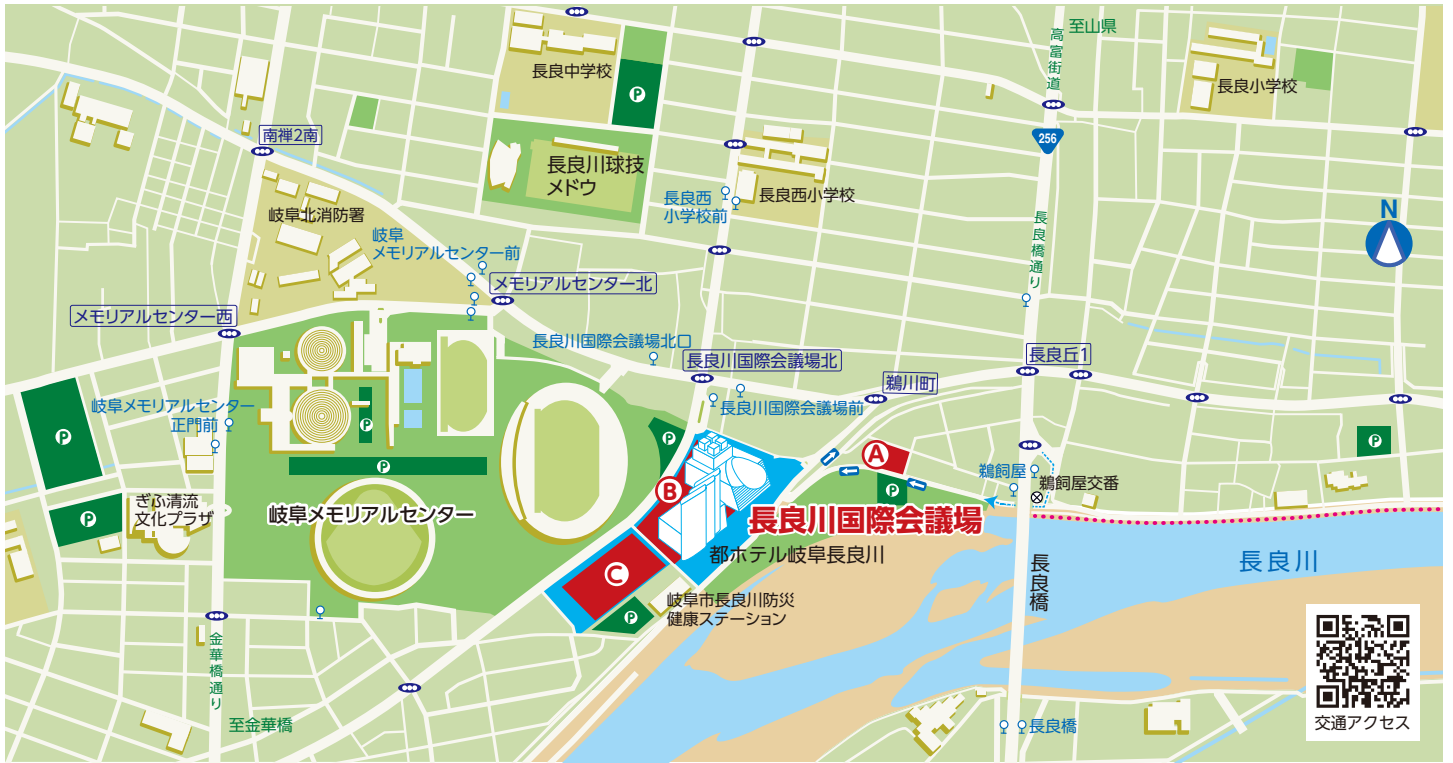 至山県
高富街道
長良中学校
P
長良小学校
南禅2南
256
長良川球技
メドウ
長良西
小学校前
長良西小学校
岐阜北消防署
長良橋通り
N
岐阜
メモリアルセンター前
メモリアルセンター北
メモリアルセンター西
長良川国際会議場北口
長良川国際会議場北
長良丘1
鵜川町
岐阜メモリアルセンター
正門前
長良川国際会議場前
P
P
P
P
P
A
鵜飼屋
鵜飼屋交番
B
P
ぎふ清流
文化プラザ
P
岐阜メモリアルセンター
長良川国際会議場
都ホテル岐阜長良川
長良川
長良橋
C
岐阜市長良川防災
健康ステーション
P
金華橋通り
至金華橋
長良橋
交通アクセス